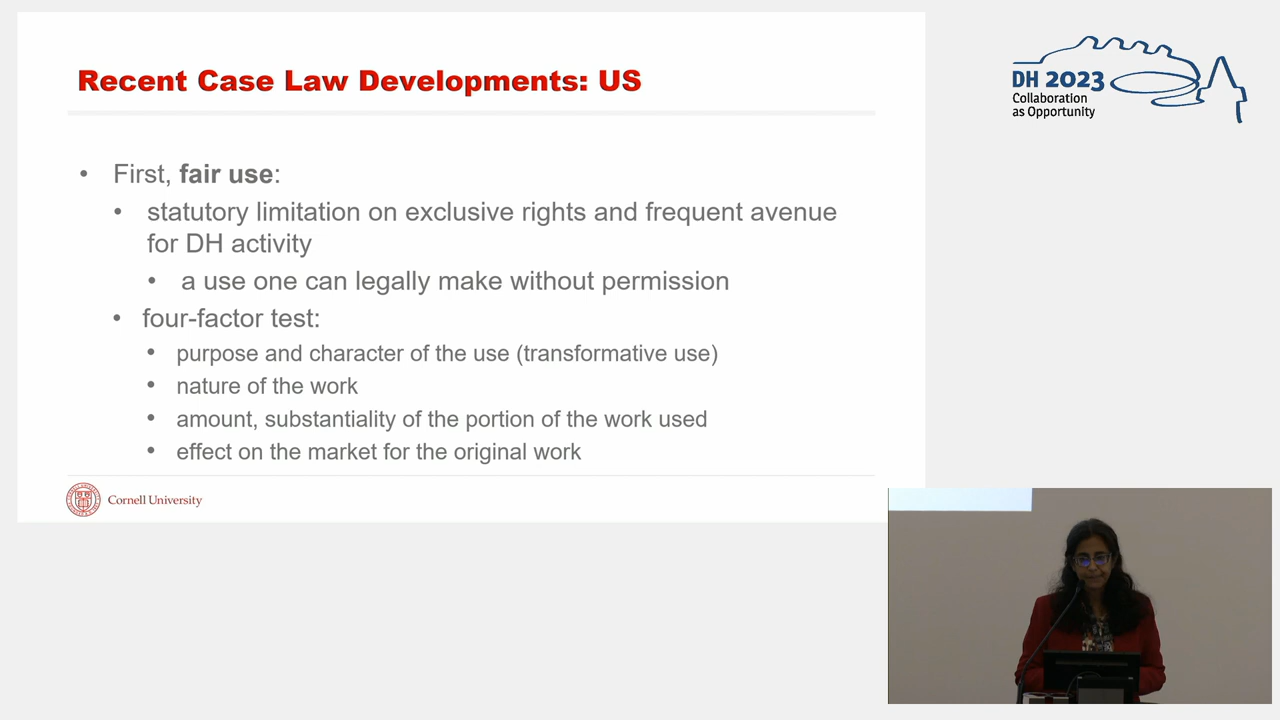 Recent Case Law Developments: US
DH 2023
Collaboration
as Opportunity
• First, fair use:
• statutory limitation on exclusive rights and frequent avenue
for DH activity
• a use one can legally make without permission
• four-factor test:
• purpose and character of the use (transformative use)
• nature of the work
• amount, substantiality of the portion of the work used
• effect on the market for the original work
Cornell University